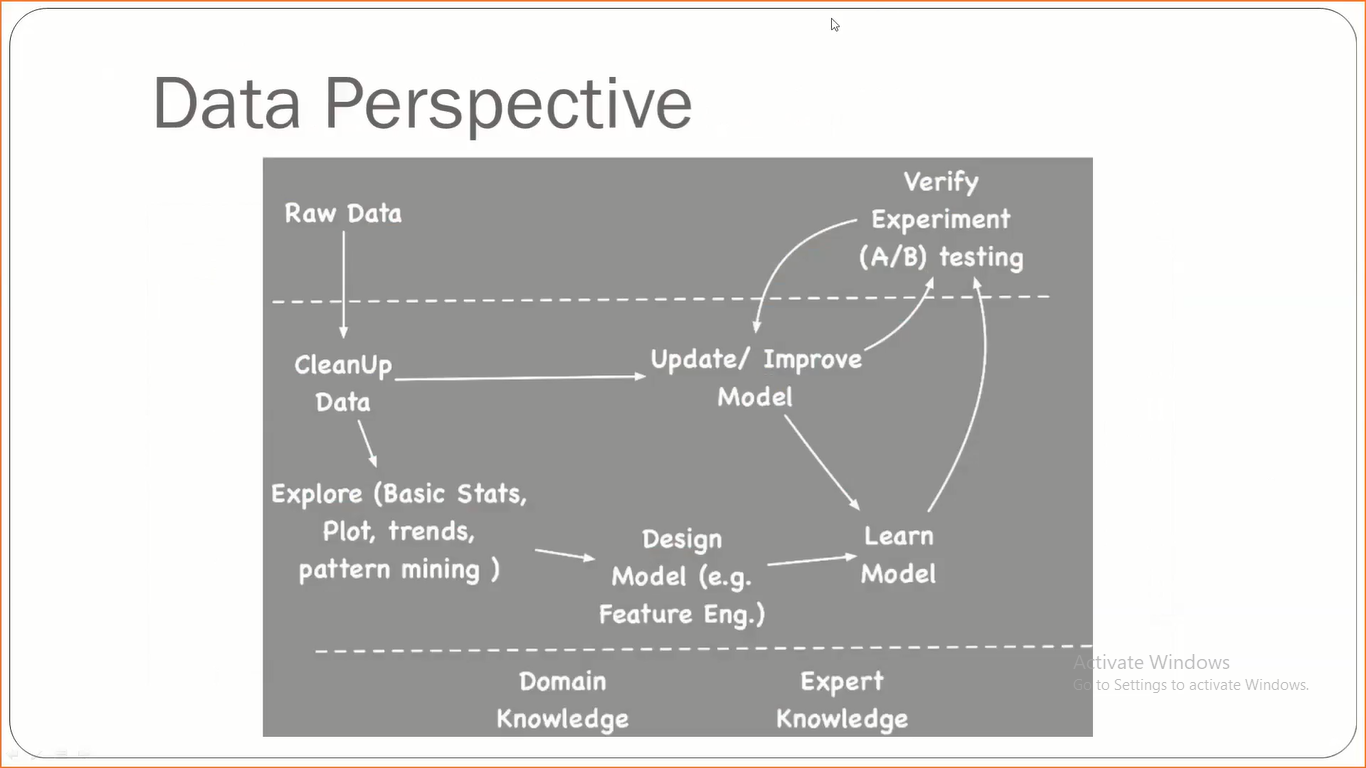 Data Perspective
Raw Data
Verify
Experiment
(A/B) testing
CleanUp
Data
Update/ Improve
Model
Explore (Basic Stats,
Plot, trends,
pattern mining )
Design
Model (e.g.
Feature Eng.)
Learn
Model
Domain
Knowledge
Expert
Knowledge
Activate Windows
Go to Settings to activate Windows.